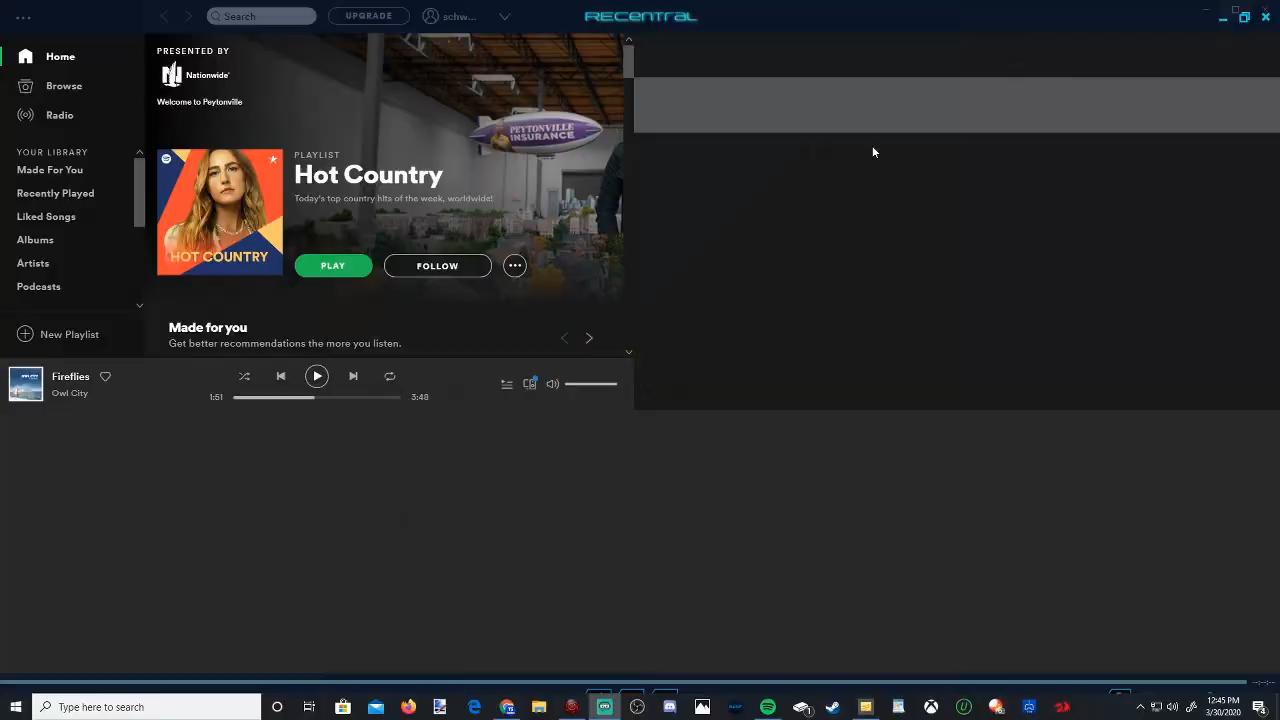 Search
UPGRADE
schw...
RECENTRAL
Home
Browse
Radio
YOUR LIBRARY
Made For You
Recently Played
Liked Songs
Albums
Artists
Podcasts
New Playlist
PRESENTED BY
Nationwide®
Welcome to Peytonville
PEYTONVILLE
INSURANCE
HOT COUNTRY
PLAYLIST
Hot Country
Today's top country hits of the week, worldwide!
PLAY
FOLLOW
Made for you
Get better recommendations the more you listen.
Fireflies
Owl City
1:51
3:48
Type here to search
12:45 PM
3/30/2020